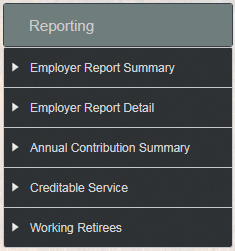 Reporting
Employer Report Summary
Employer Report Detail
Annual Contribution Summary
Creditable Service
Working Retirees